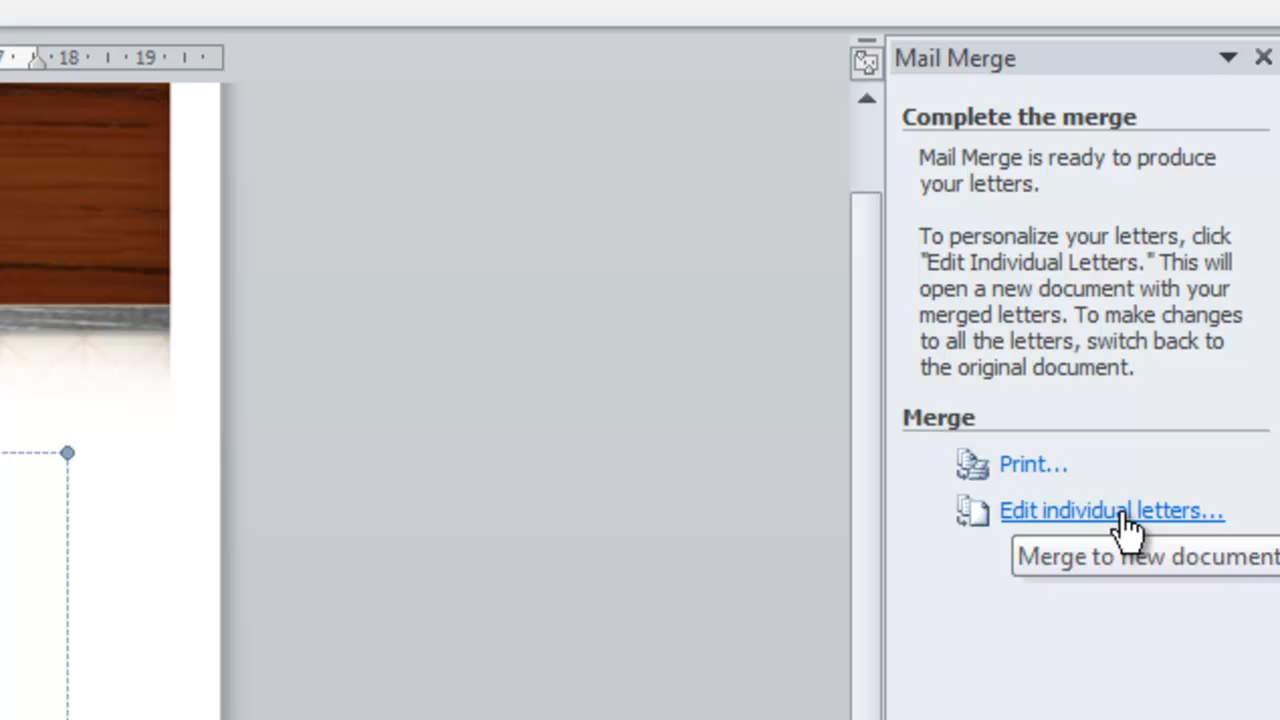 7 · 18 · 19 ·
Mail Merge
Complete the merge
Mail Merge is ready to produce
your letters.
To personalize your letters, click
"Edit Individual Letters." This will
open a new document with your
merged letters. To make changes
to all the letters, switch back to
the original document.
Merge
Print...
Edit individual letters...
Merge to new document